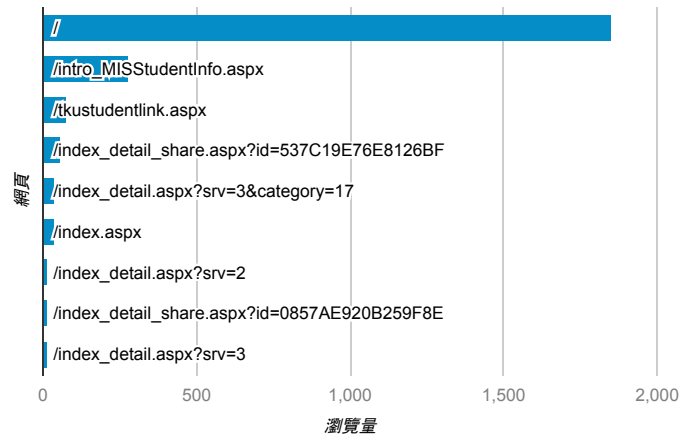 /
/intro_MISStudentInfo.aspx
/tkustudentlink.aspx
/index_detail_share.aspx?id=537C19E76E8126BF
/index_detail.aspx?srv=3&category=17
/index.aspx
/index_detail.aspx?srv=2
/index_detail_share.aspx?id=0857AE920B259F8E
/index_detail.aspx?srv=3
網頁
0 500 1,000 1,500 2,000
瀏覽量